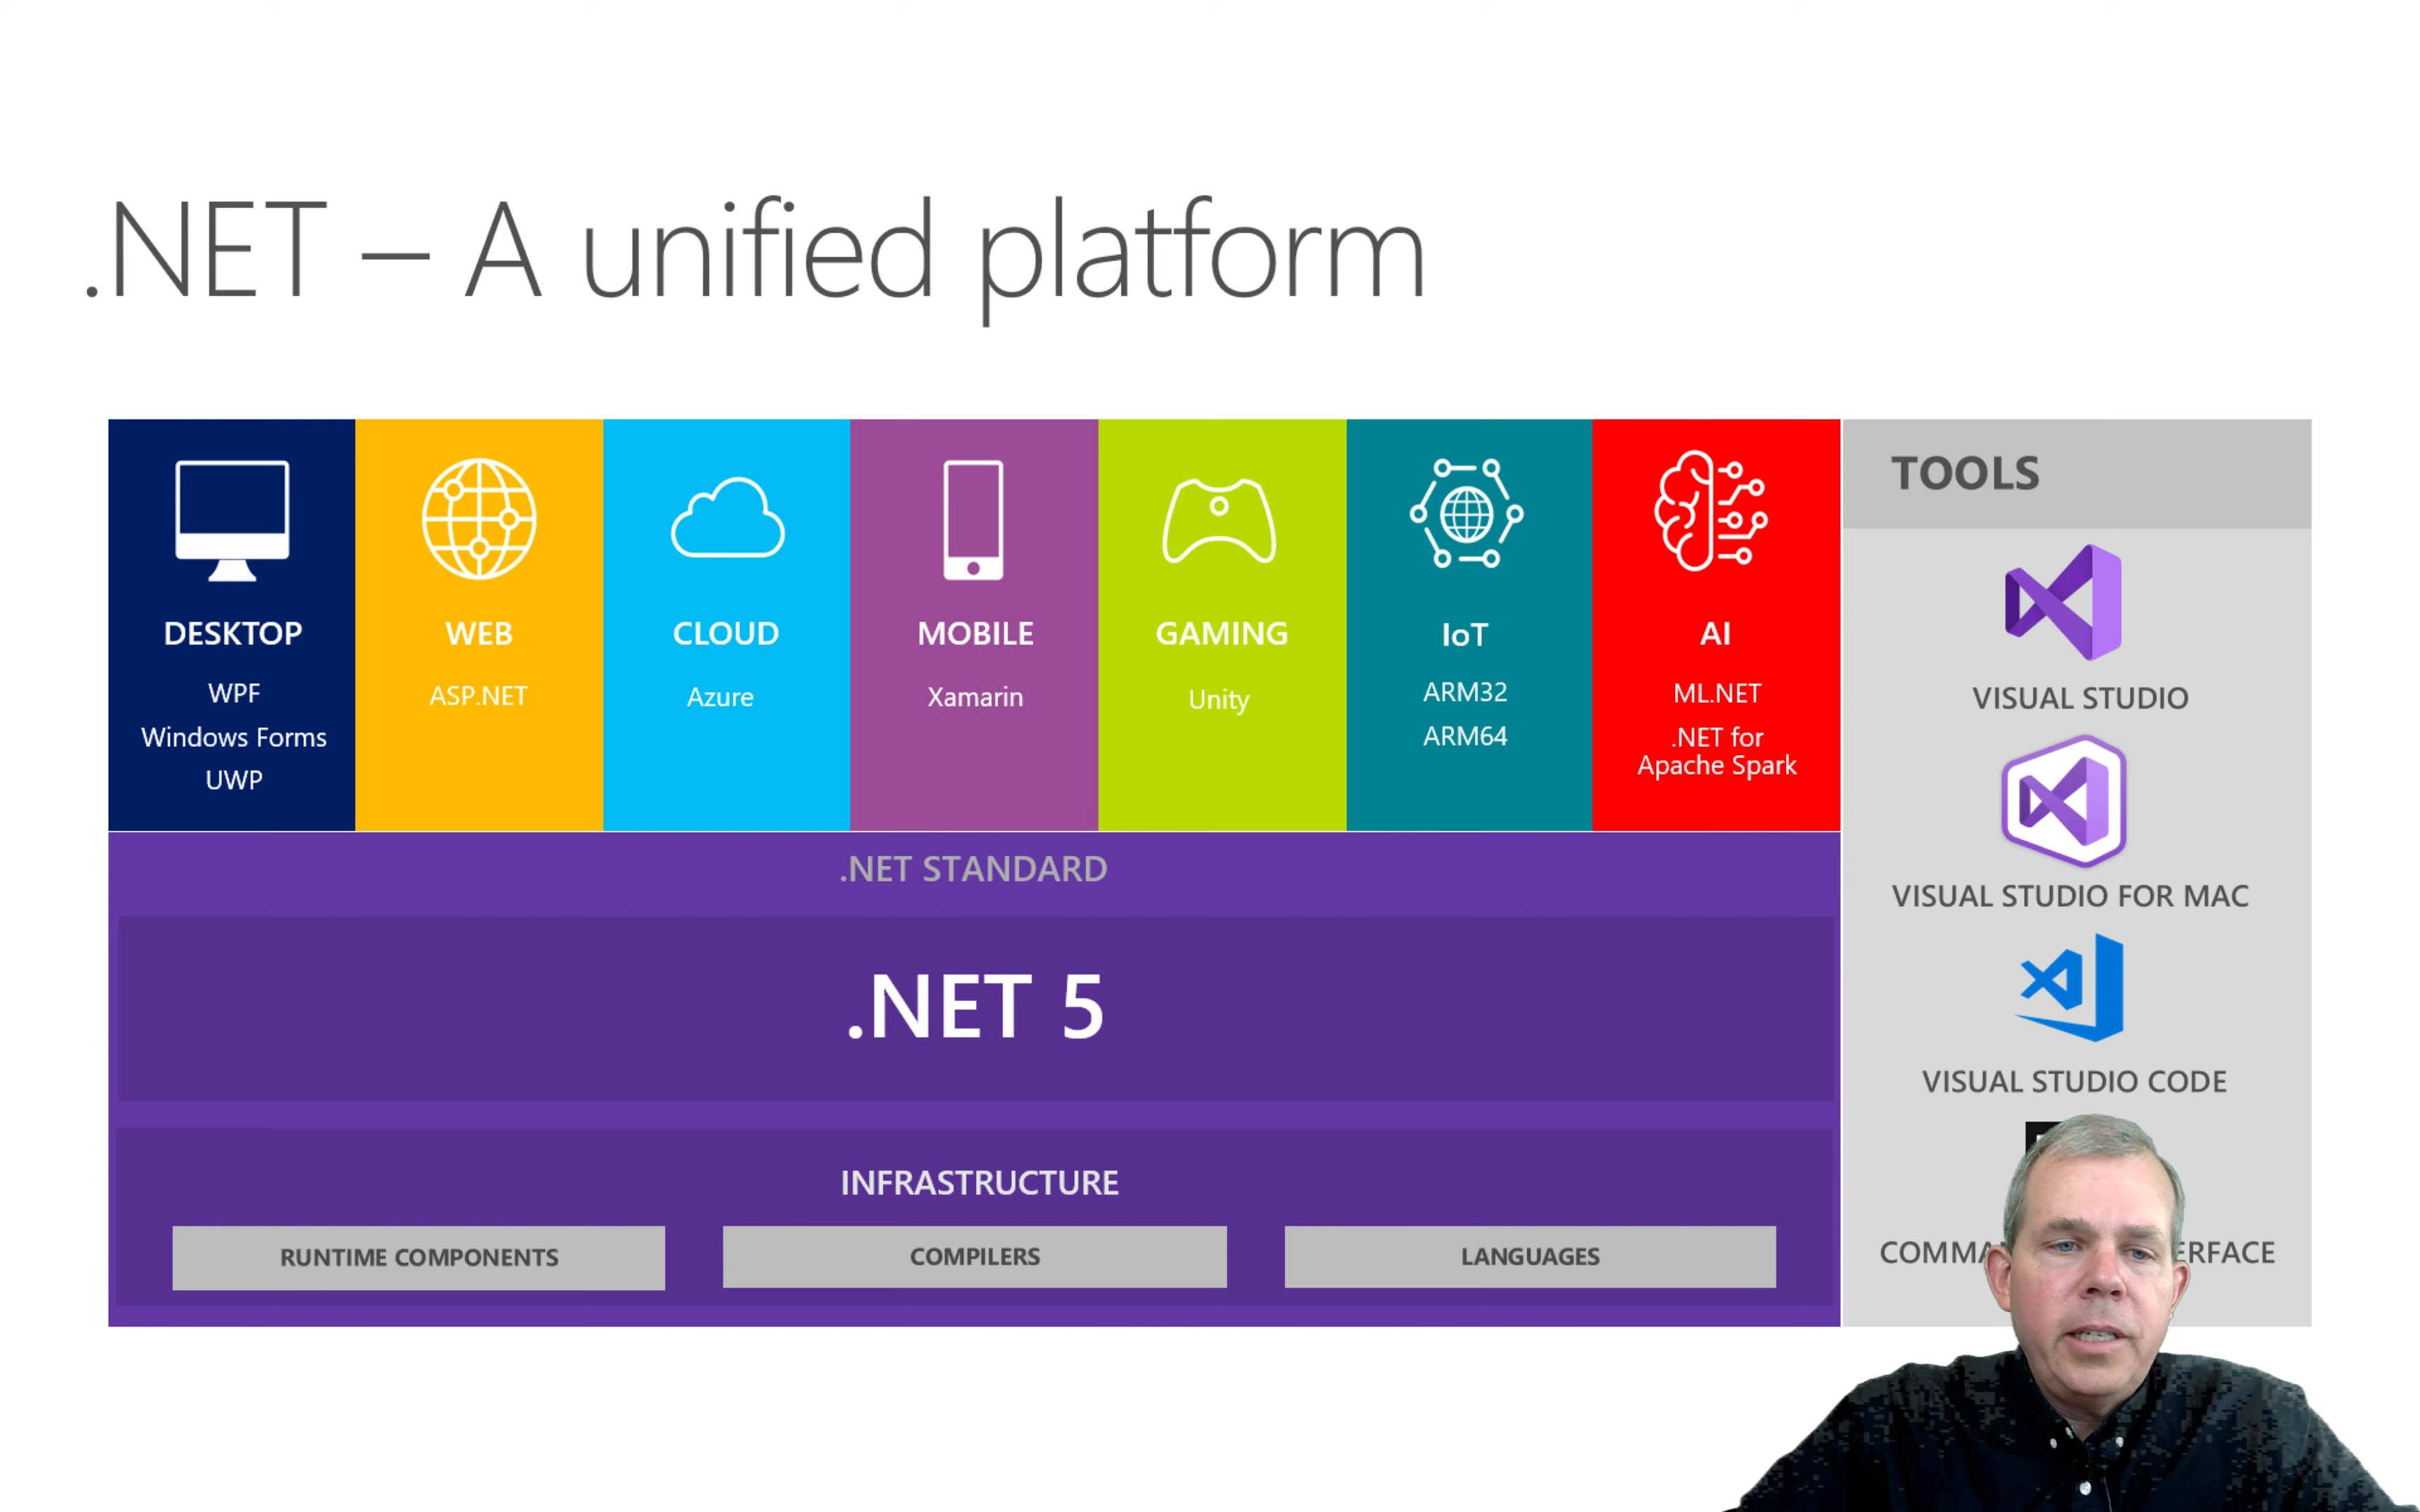 .NET – A unified platform
DESKTOP
WPF
Windows Forms
UWP
WEB
ASP.NET
CLOUD
Azure
MOBILE
Xamarin
GAMING
Unity
IoT
ARM32
ARM64
AI
ML.NET
.NET for
Apache Spark
.NET STANDARD
.NET 5
INFRASTRUCTURE
RUNTIME COMPONENTS
COMPILERS
LANGUAGES
TOOLS
VISUAL STUDIO
VISUAL STUDIO FOR MAC
VISUAL STUDIO CODE